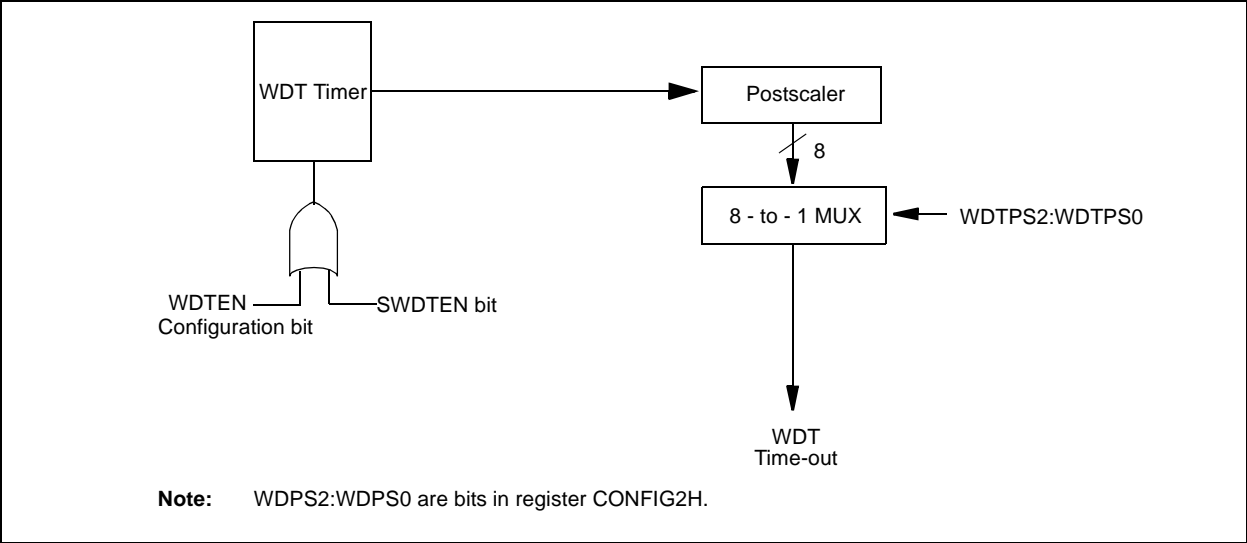 WDT Timer
Postscaler
8
8 - to - 1 MUX
WDTPS2:WDTPS0
WDTEN
SWDTEN bit
Configuration bit
WDT
Time-out
Note: WDPS2:WDPS0 are bits in register CONFIG2H.